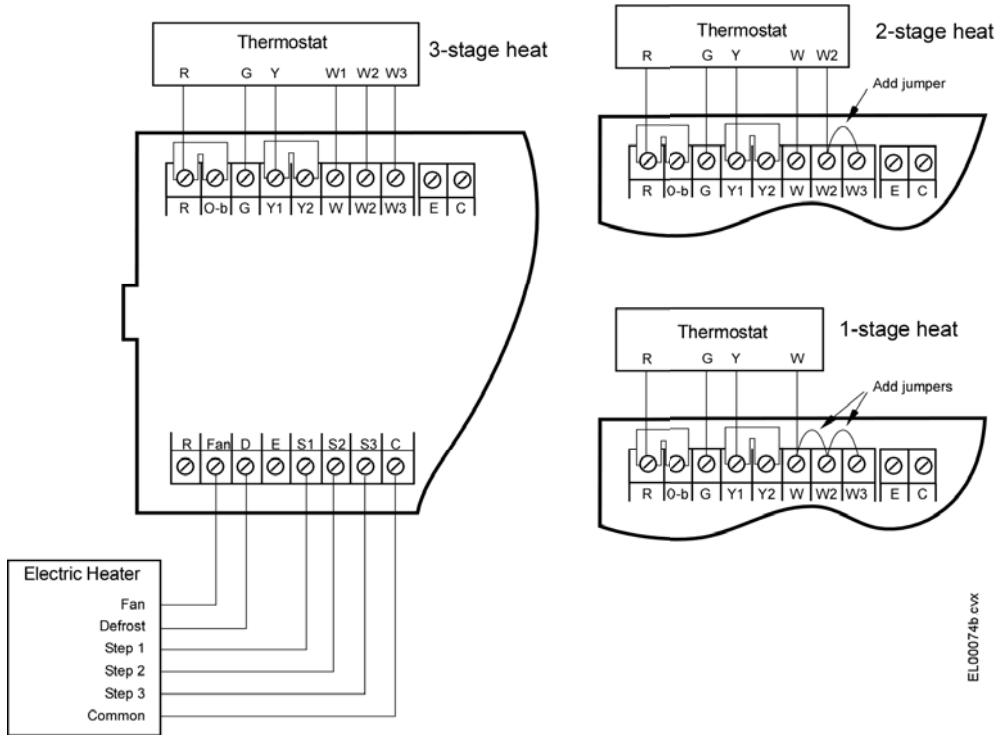 Thermostat
3-stage heat
R G Y W1 W2 W3
R O-b G Y1 Y2 W W2 W3 E C
R Fan D E S1 S2 S3 C
Electric Heater
Fan
Defrost
Step 1
Step 2
Step 3
Common
Thermostat
2-stage heat
R G Y W W2
Add jumper
R 0-b G Y1 Y2 W W2 W3 E C
Thermostat
1-stage heat
R G Y W
Add jumpers
R 0-b G Y1 Y2 W W2 W3 E C
EL00074b.cvx